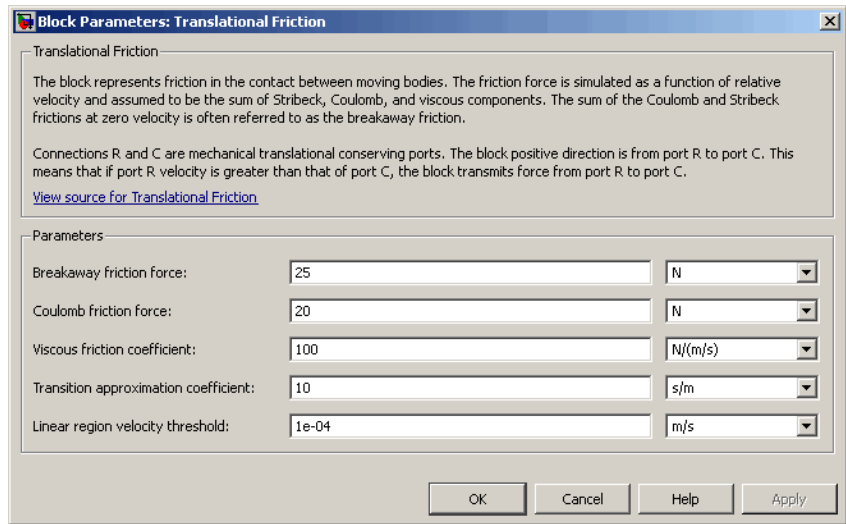 Block Parameters: Translational Friction
Translational Friction
The block represents friction in the contact between moving bodies. The friction force is simulated as a function of relative
velocity and assumed to be the sum of Stribeck, Coulomb, and viscous components. The sum of the Coulomb and Stribeck
frictions at zero velocity is often referred to as the breakaway friction.
Connections R and C are mechanical translational conserving ports. The block positive direction is from port R to port C. This
means that if port R velocity is greater than that of port C, the block transmits force from port R to port C.
View source for Translational Friction
Parameters
Breakaway friction force: 25 N
Coulomb friction force: 20 N
Viscous friction coefficient: 100 N/(m/s)
Transition approximation coefficient: 10 s/m
Linear region velocity threshold: 1e-04 m/s
OK Cancel Help Apply